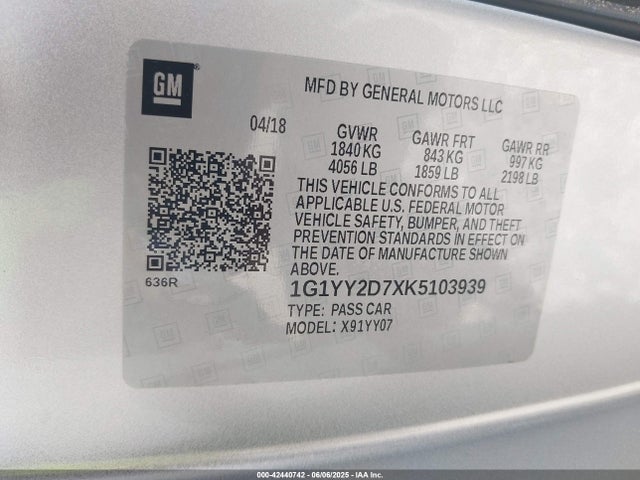 GM
MFD BY GENERAL MOTORS LLC
04/18
GVWR
1840 KG
4056 LB
GAWR FRT
843 KG
1859 LB
GAWR RR
997 KG
2198 LB
THIS VEHICLE CONFORMS TO ALL
APPLICABLE U.S. FEDERAL MOTOR
VEHICLE SAFETY, BUMPER, AND THEFT
PREVENTION STANDARDS IN EFFECT ON
THE DATE OF MANUFACTURE SHOWN
ABOVE.
636R
1G1YY2D7XK5103939
TYPE: PASS CAR
MODEL: X91YY07
000-42440742 - 06/06/2025 - IAA Inc.